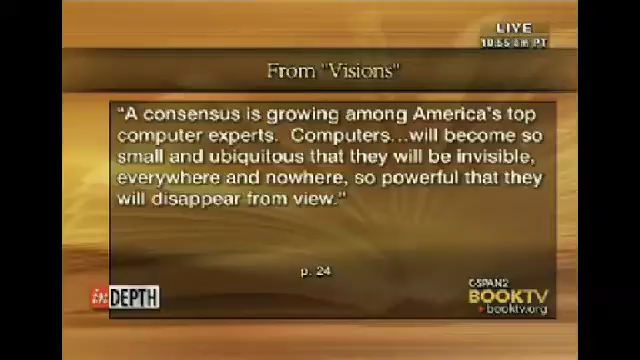 LIVE
10:55 am PT
From "Visions"
"A consensus is growing among America's top
computer experts. Computers...will become so
small and ubiquitous that they will be invisible,
everywhere and nowhere, so powerful that they
will disappear from view."
p. 24
in DEPTH
C-SPAN2
BOOKTV
booktv.org